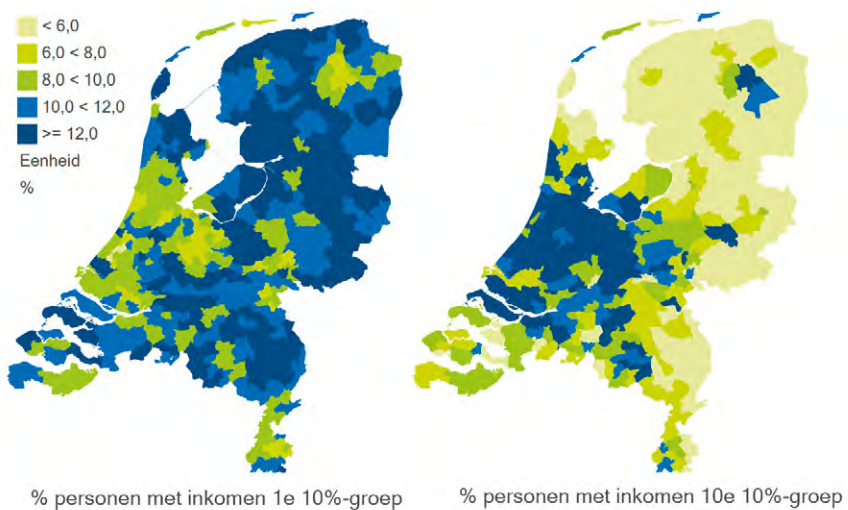 < 6,0
6,0 < 8,0
8,0 < 10,0
10,0 < 12,0
>= 12,0
Eenheid
%
% personen met inkomen 1e 10%-groep
% personen met inkomen 10e 10%-groep